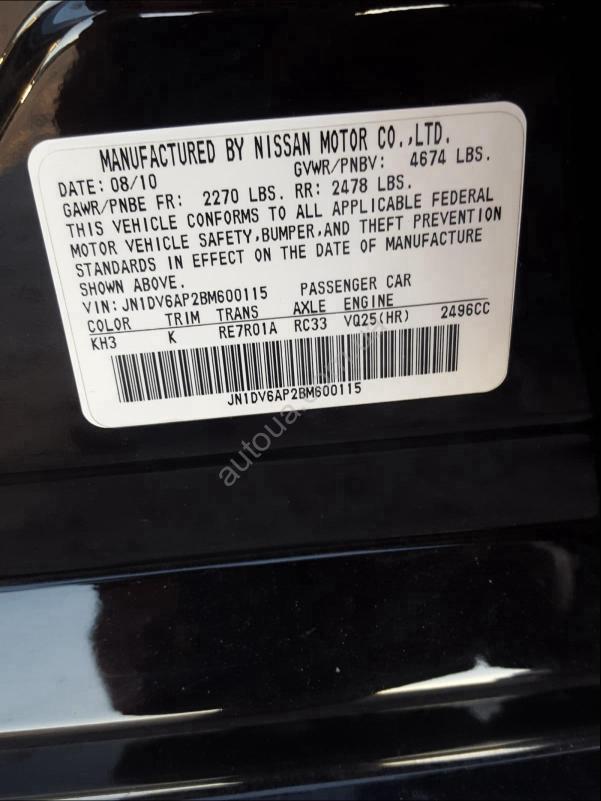 MANUFACTURED BY NISSAN MOTOR CO.,LTD.
DATE: 08/10 GVWR/PNBV: 4674 LBS.
GAWR/PNBE FR: 2270 LBS. RR: 2478 LBS.
THIS VEHICLE CONFORMS TO ALL APPLICABLE FEDERAL
MOTOR VEHICLE SAFETY,BUMPER,AND THEFT PREVENTION
STANDARDS IN EFFECT ON THE DATE OF MANUFACTURE
SHOWN ABOVE.
VIN: JN1DV6AP2BM600115 PASSENGER CAR
COLOR TRIM TRANS AXLE ENGINE
KH3 K RE7R01A RC33 VQ25(HR) 2496CC
JN1DV6AP2BM600115
autoua.net